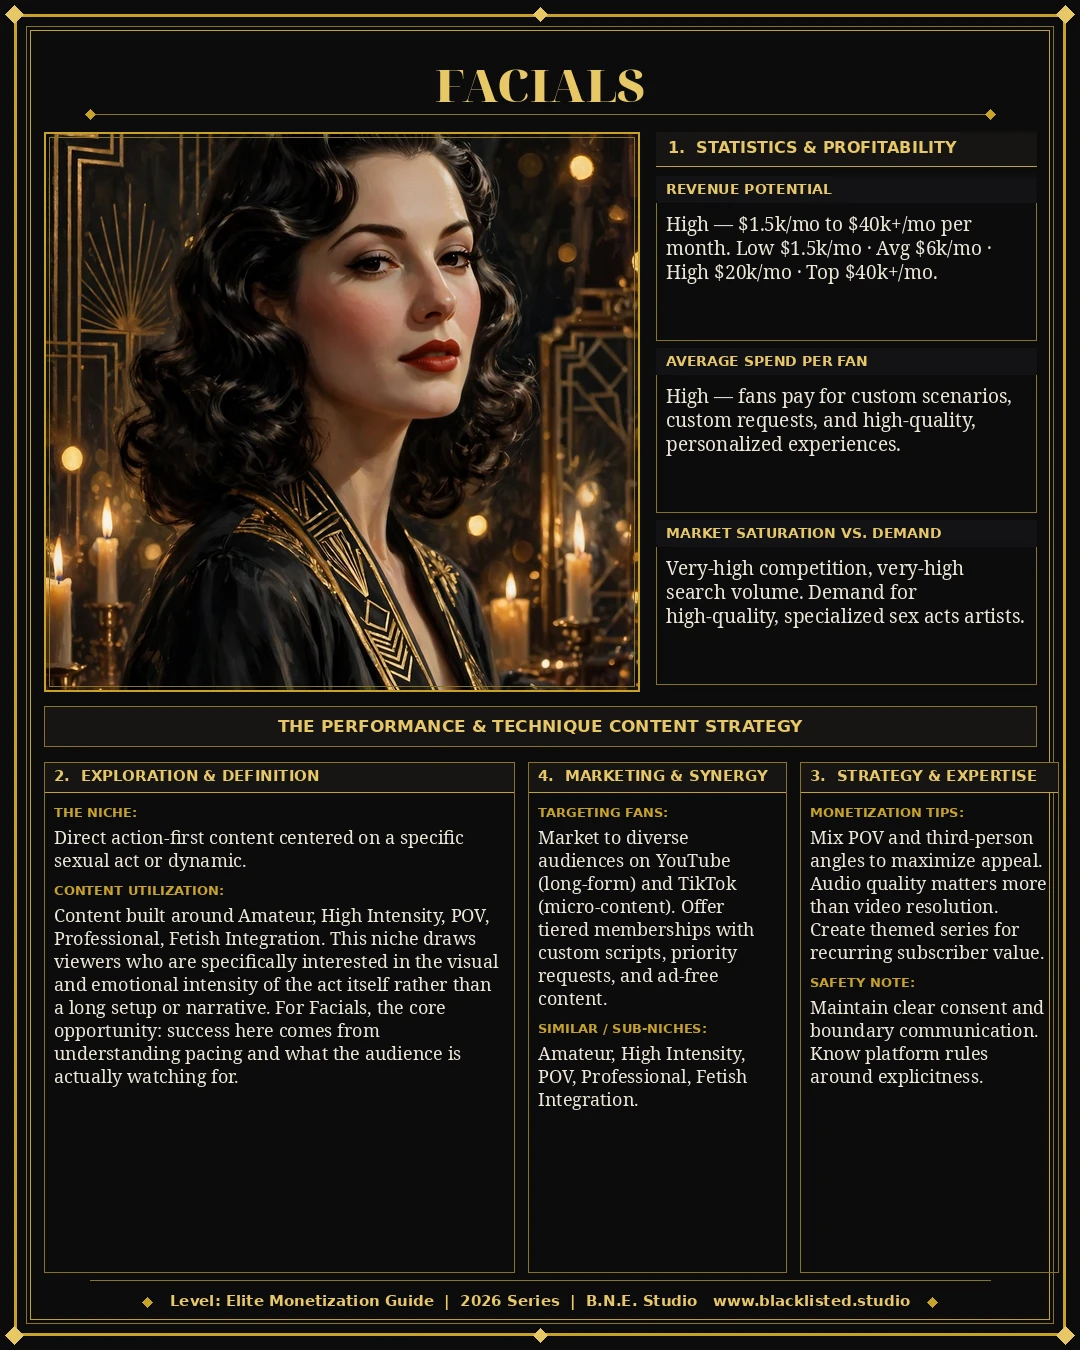 FACIALS
1. STATISTICS & PROFITABILITY
REVENUE POTENTIAL
High — $1.5k/mo to $40k+/mo per
month. Low $1.5k/mo · Avg $6k/mo ·
High $20k/mo · Top $40k+/mo.
AVERAGE SPEND PER FAN
High — fans pay for custom scenarios,
custom requests, and high-quality,
personalized experiences.
MARKET SATURATION VS. DEMAND
Very-high competition, very-high
search volume. Demand for
high-quality, specialized sex acts artists.
THE PERFORMANCE & TECHNIQUE CONTENT STRATEGY
2. EXPLORATION & DEFINITION
THE NICHE:
Direct action-first content centered on a specific
sexual act or dynamic.
CONTENT UTILIZATION:
Content built around Amateur, High Intensity, POV,
Professional, Fetish Integration. This niche draws
viewers who are specifically interested in the visual
and emotional intensity of the act itself rather than
a long setup or narrative. For Facials, the core
opportunity: success here comes from
understanding pacing and what the audience is
actually watching for.
4. MARKETING & SYNERGY
TARGETING FANS:
Market to diverse
audiences on YouTube
(long-form) and TikTok
(micro-content). Offer
tiered memberships with
custom scripts, priority
requests, and ad-free
content.
SIMILAR / SUB-NICHES:
Amateur, High Intensity,
POV, Professional, Fetish
Integration.
3. STRATEGY & EXPERTISE
MONETIZATION TIPS:
Mix POV and third-person
angles to maximize appeal.
Audio quality matters more
than video resolution.
Create themed series for
recurring subscriber value.
SAFETY NOTE:
Maintain clear consent and
boundary communication.
Know platform rules
around explicitness.
Level: Elite Monetization Guide | 2026 Series | B.N.E. Studio www.blacklisted.studio